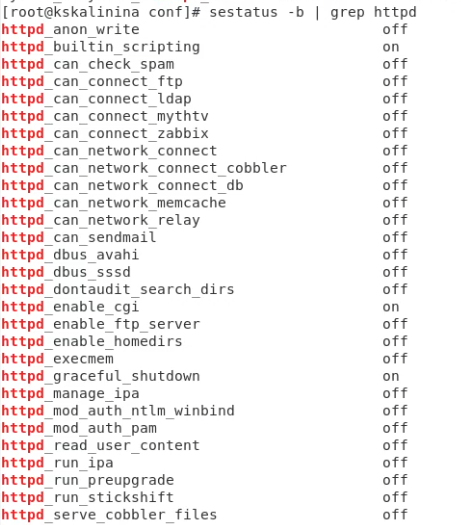 [root@kskalinina conf]# sestatus -b | grep httpd
httpd_anon_write off
httpd_builtin_scripting on
httpd_can_check_spam off
httpd_can_connect_ftp off
httpd_can_connect_ldap off
httpd_can_connect_mythtv off
httpd_can_connect_zabbix off
httpd_can_network_connect off
httpd_can_network_connect_cobbler off
httpd_can_network_connect_db off
httpd_can_network_memcache off
httpd_can_network_relay off
httpd_can_sendmail off
httpd_dbus_avahi off
httpd_dbus_sssd off
httpd_dontaudit_search_dirs off
httpd_enable_cgi on
httpd_enable_ftp_server off
httpd_enable_homedirs off
httpd_execmem off
httpd_graceful_shutdown on
httpd_manage_ipa off
httpd_mod_auth_ntlm_winbind off
httpd_mod_auth_pam off
httpd_read_user_content off
httpd_run_ipa off
httpd_run_preupgrade off
httpd_run_stickshift off
httpd_serve_cobbler_files off